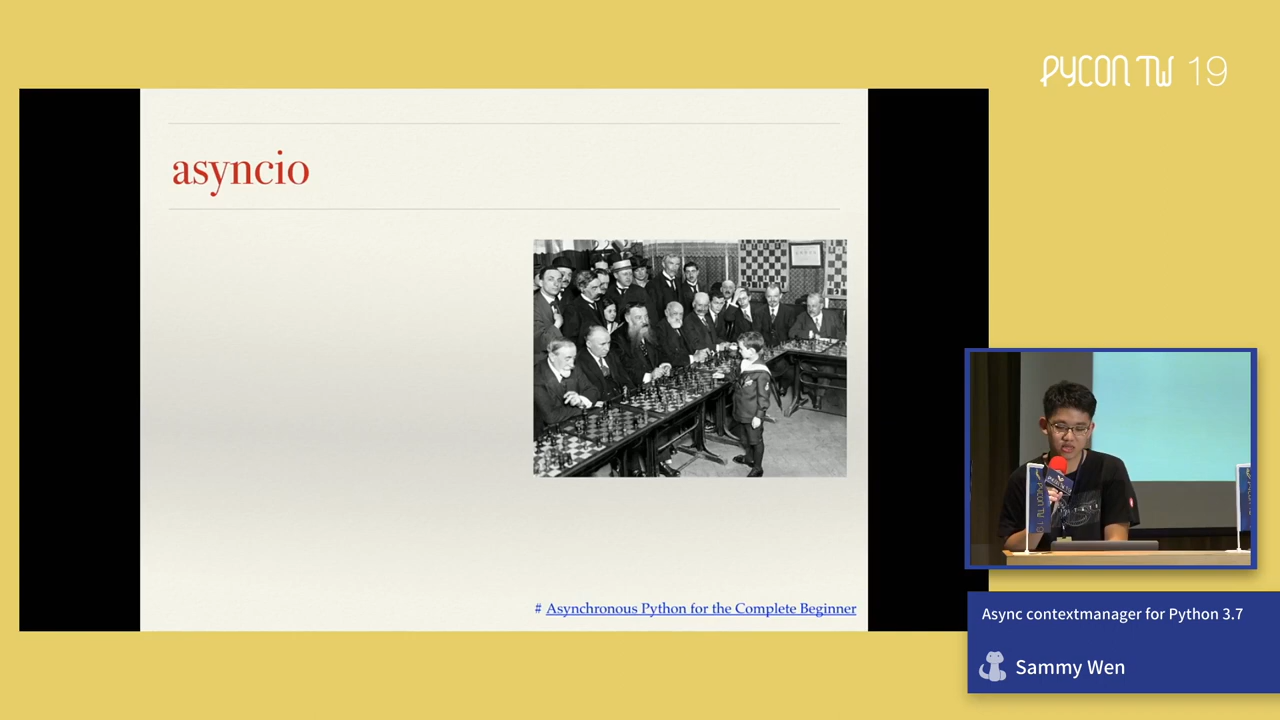 PYCON TW 19
asyncio
# Asynchronous Python for the Complete Beginner
Async contextmanager for Python 3.7
Sammy Wen